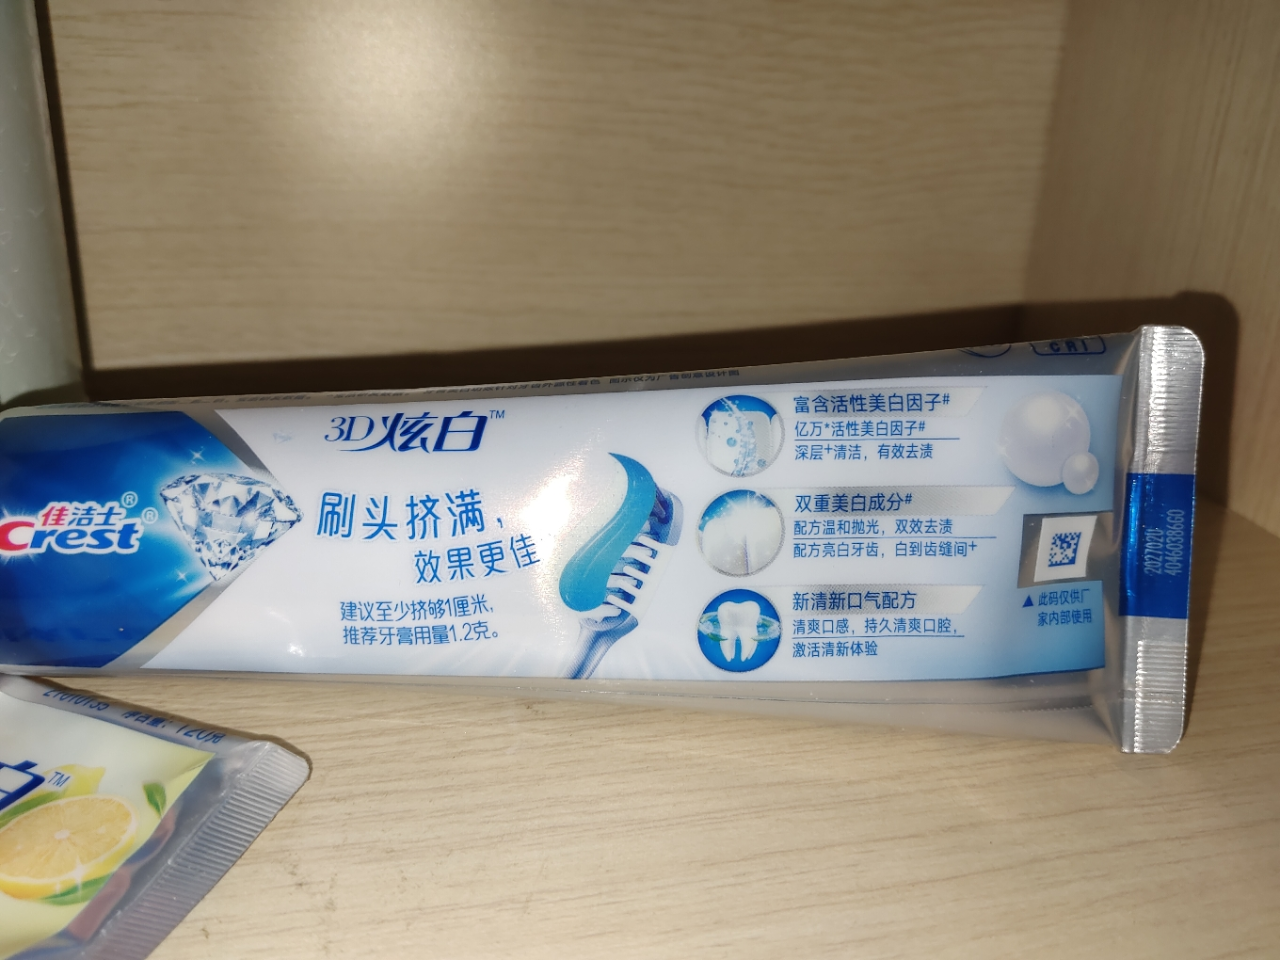 佳洁士®
Crest®
3D炫白™
刷头挤满，
效果更佳
建议至少挤够1厘米，
推荐牙膏用量1.2克。
富含活性美白因子#
亿万*活性美白因子#
深层+清洁，有效去渍
双重美白成分#
配方温和抛光，双效去渍
配方亮白牙齿，白到齿缝间+
新清新口气配方
清爽口感，持久清爽口腔，
激活清新体验
▲此码仅供厂
家内部使用
白™